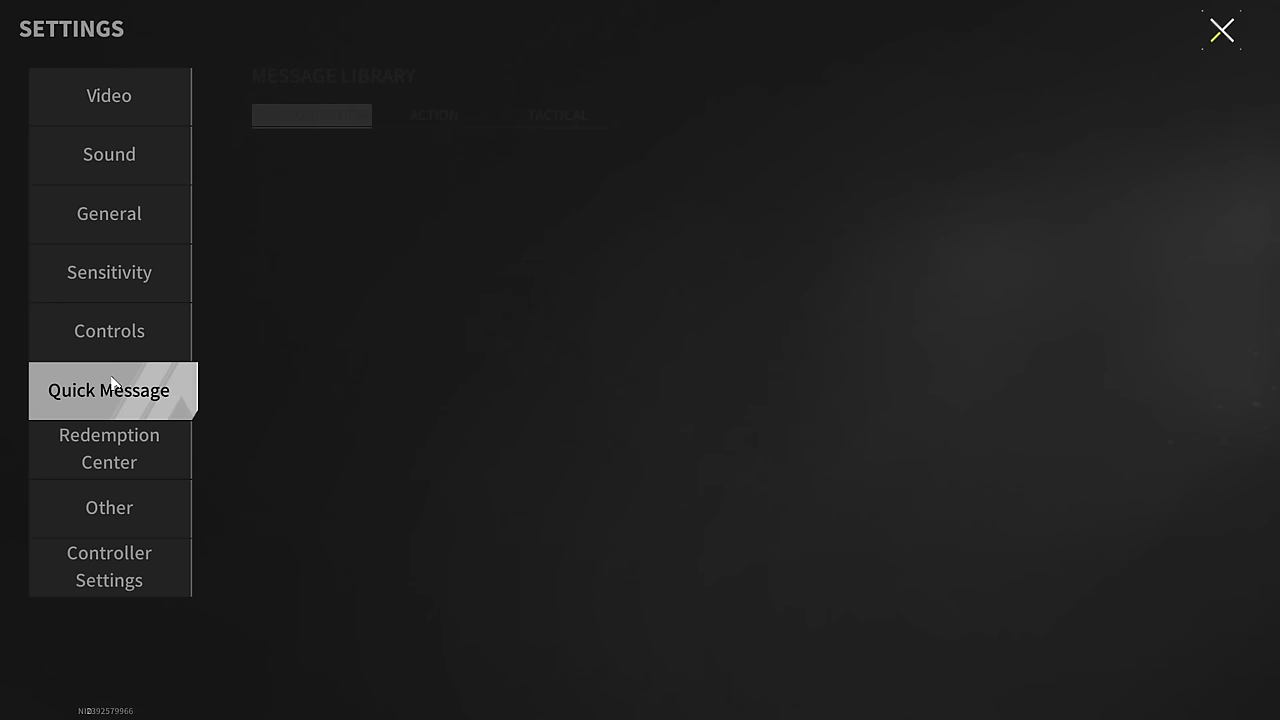 SETTINGS
Video
Sound
General
Sensitivity
Controls
Quick Message
Redemption
Center
Other
Controller
Settings
MESSAGE LIBRARY
ACTION
TACTICAL